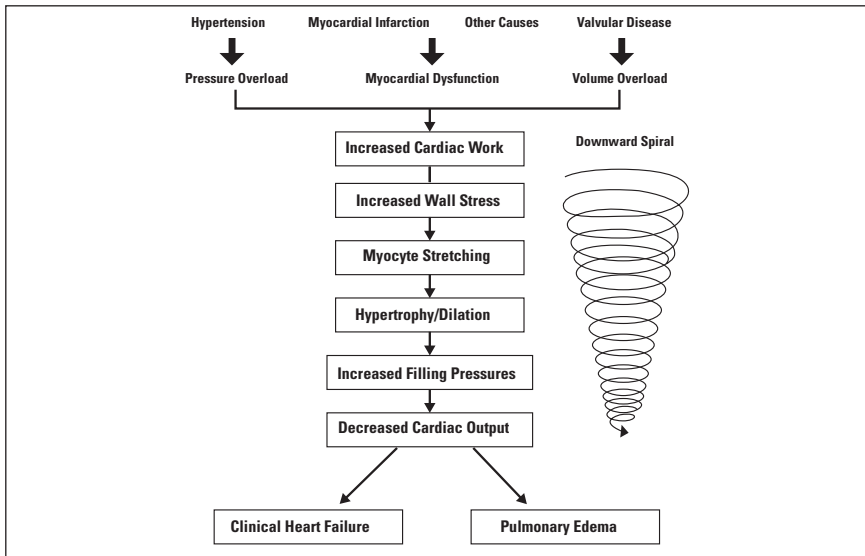 Hypertension Myocardial Infarction Other Causes Valvular Disease
Pressure Overload Myocardial Dysfunction Volume Overload
Increased Cardiac Work
Downward Spiral
Increased Wall Stress
Myocyte Stretching
Hypertrophy/Dilation
Increased Filling Pressures
Decreased Cardiac Output
Clinical Heart Failure Pulmonary Edema